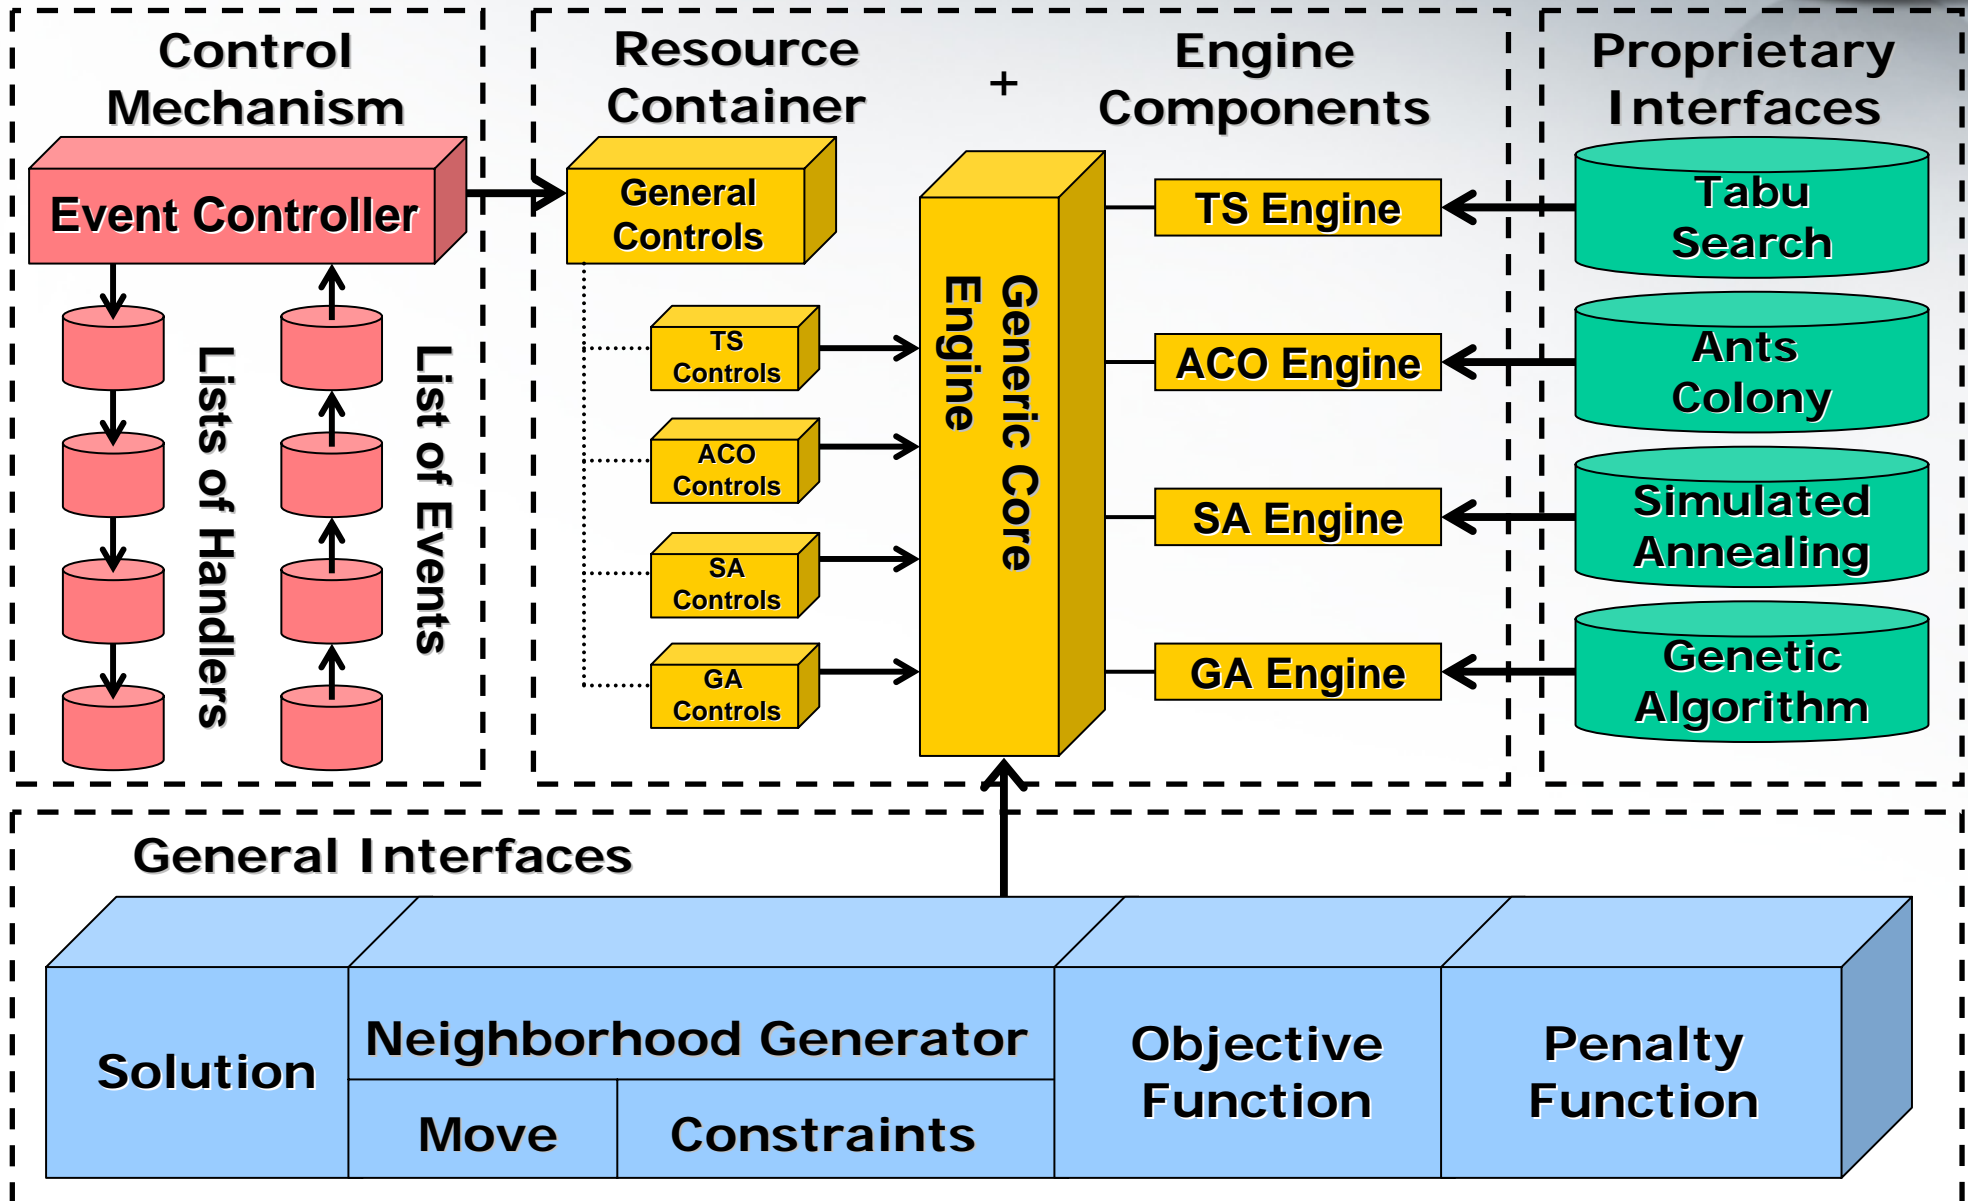 Control
Mechanism
Event Controller
Lists of Handlers
List of Events
Resource
Container
+
Engine
Components
General
Controls
TS
Controls
ACO
Controls
SA
Controls
GA
Controls
Generic Core
Engine
TS Engine
ACO Engine
SA Engine
GA Engine
Proprietary
Interfaces
Tabu
Search
Ants
Colony
Simulated
Annealing
Genetic
Algorithm
General Interfaces
Solution
Neighborhood Generator
Move
Constraints
Objective
Function
Penalty
Function